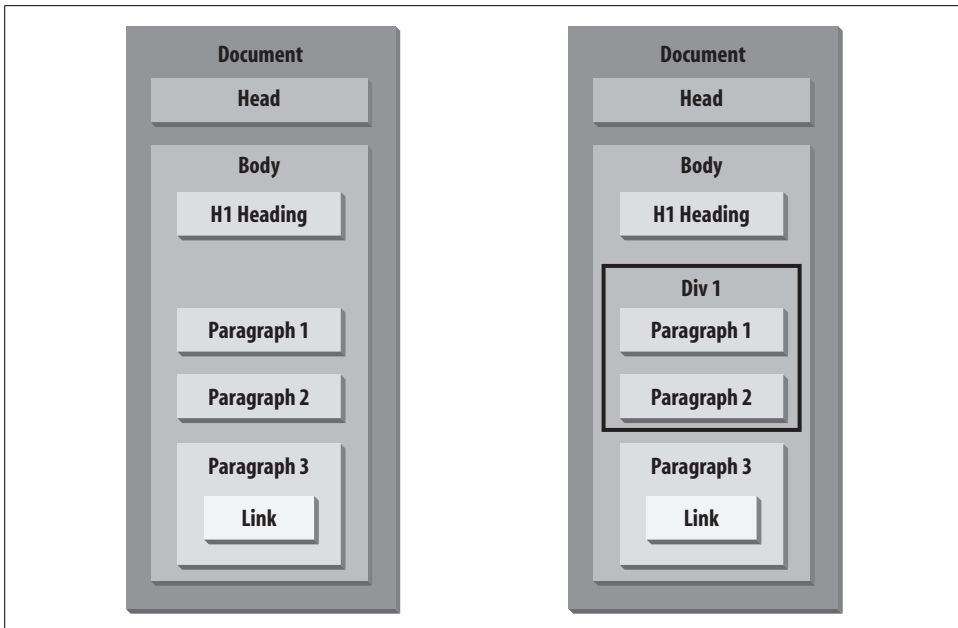 Document
Head
Body
H1 Heading
Paragraph 1
Paragraph 2
Paragraph 3
Link
Document
Head
Body
H1 Heading
Div 1
Paragraph 1
Paragraph 2
Paragraph 3
Link